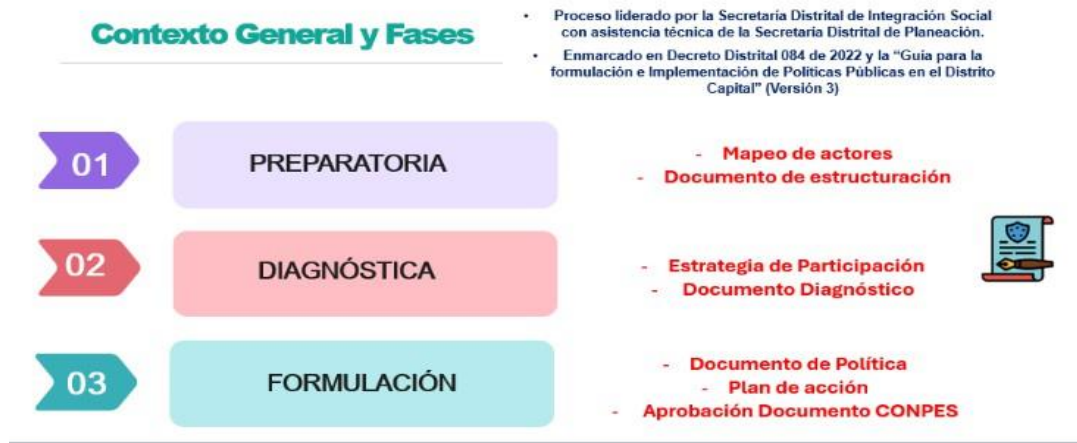 Contexto General y Fases
• Proceso liderado por la Secretaría Distrital de Integración Social
con asistencia técnica de la Secretaría Distrital de Planeación.
• Enmarcado en Decreto Distrital 084 de 2022 y la “Guía para la
formulación e Implementación de Políticas Públicas en el Distrito
Capital” (Versión 3)
01
PREPARATORIA
- Mapeo de actores
- Documento de estructuración
02
DIAGNÓSTICA
- Estrategia de Participación
- Documento Diagnóstico
03
FORMULACIÓN
- Documento de Política
- Plan de acción
- Aprobación Documento CONPES